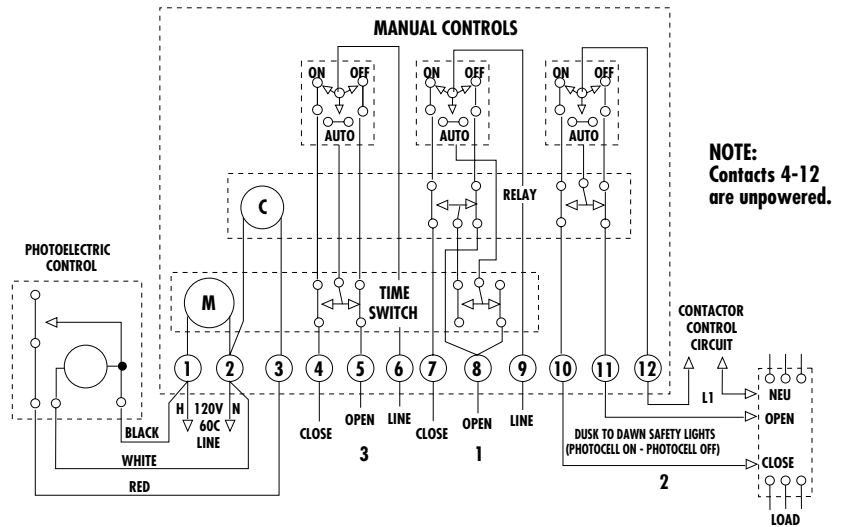 MANUAL CONTROLS
ON OFF
ON OFF
ON OFF
AUTO
AUTO
AUTO
NOTE:
Contacts 4-12
are unpowered.
RELAY
C
PHOTOELECTRIC
CONTROL
M
TIME
SWITCH
CONTACTOR
CONTROL
CIRCUIT
1 2 3 4 5 6 7 8 9 10 11 12
H 120V N
60C
LINE
L1
NEU
OPEN
CLOSE
LOAD
BLACK
WHITE
RED
CLOSE
OPEN
LINE
3
CLOSE
OPEN
LINE
1
DUSK TO DAWN SAFETY LIGHTS
(PHOTOCELL ON - PHOTOCELL OFF)
2